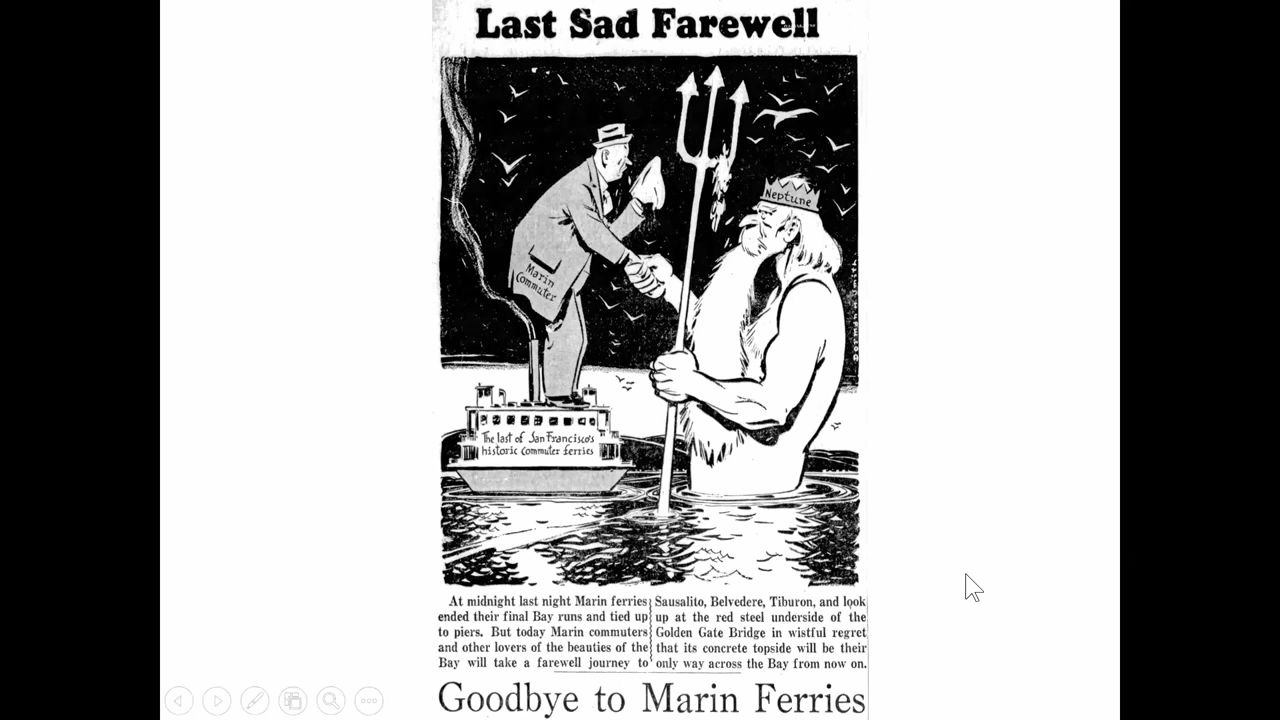 Last Sad Farewell
Neptune
Marin
Commuter
The last of San Francisco's
historic commuter ferries
At midnight last night Marin ferries
ended their final Bay runs and tied up
to piers. But today Marin commuters
and other lovers of the beauties of the
Bay will take a farewell journey to
Sausalito, Belvedere, Tiburon, and look
up at the red steel underside of the
Golden Gate Bridge in wistful regret
that its concrete topside will be their
only way across the Bay from now on.
Goodbye to Marin Ferries